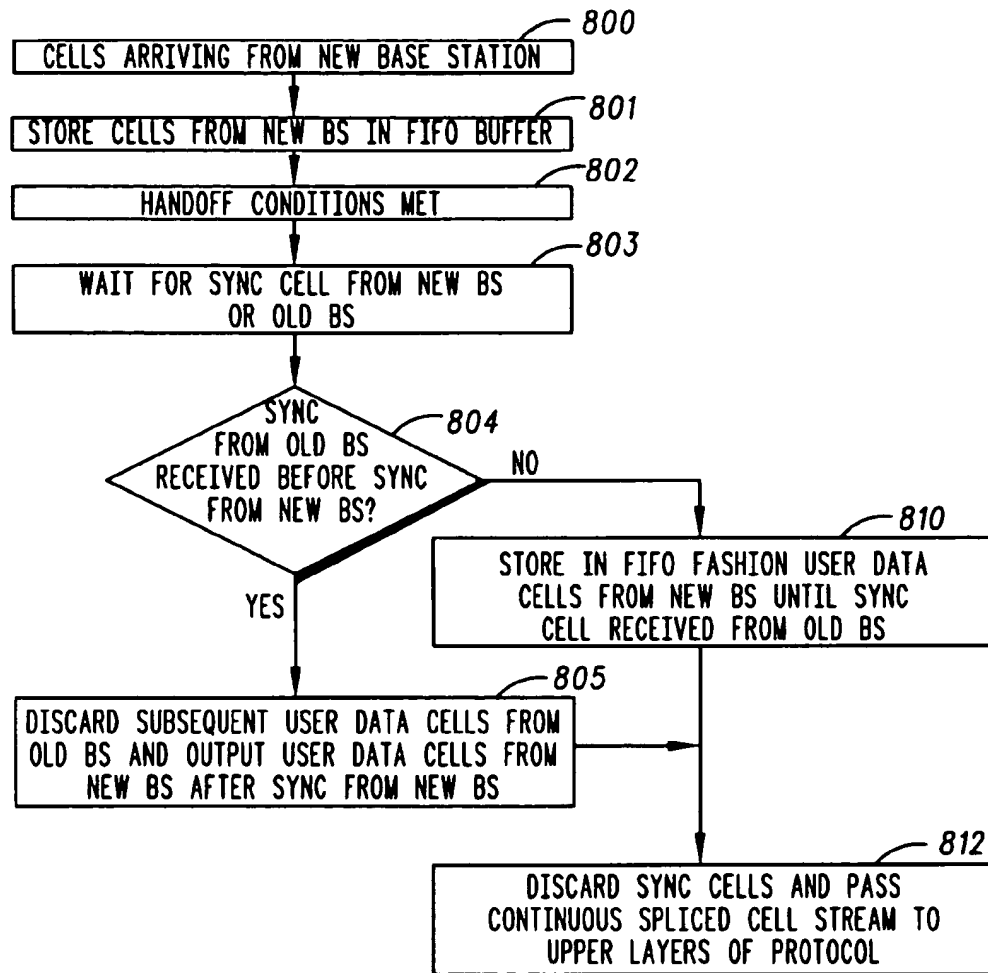 800
CELLS ARRIVING FROM NEW BASE STATION
801
STORE CELLS FROM NEW BS IN FIFO BUFFER
802
HANDOFF CONDITIONS MET
803
WAIT FOR SYNC CELL FROM NEW BS
OR OLD BS
804
SYNC
FROM OLD BS
RECEIVED BEFORE SYNC
FROM NEW BS?
NO
YES
810
STORE IN FIFO FASHION USER DATA
CELLS FROM NEW BS UNTIL SYNC
CELL RECEIVED FROM OLD BS
805
DISCARD SUBSEQUENT USER DATA CELLS FROM
OLD BS AND OUTPUT USER DATA CELLS FROM
NEW BS AFTER SYNC FROM NEW BS
812
DISCARD SYNC CELLS AND PASS
CONTINUOUS SPLICED CELL STREAM TO
UPPER LAYERS OF PROTOCOL